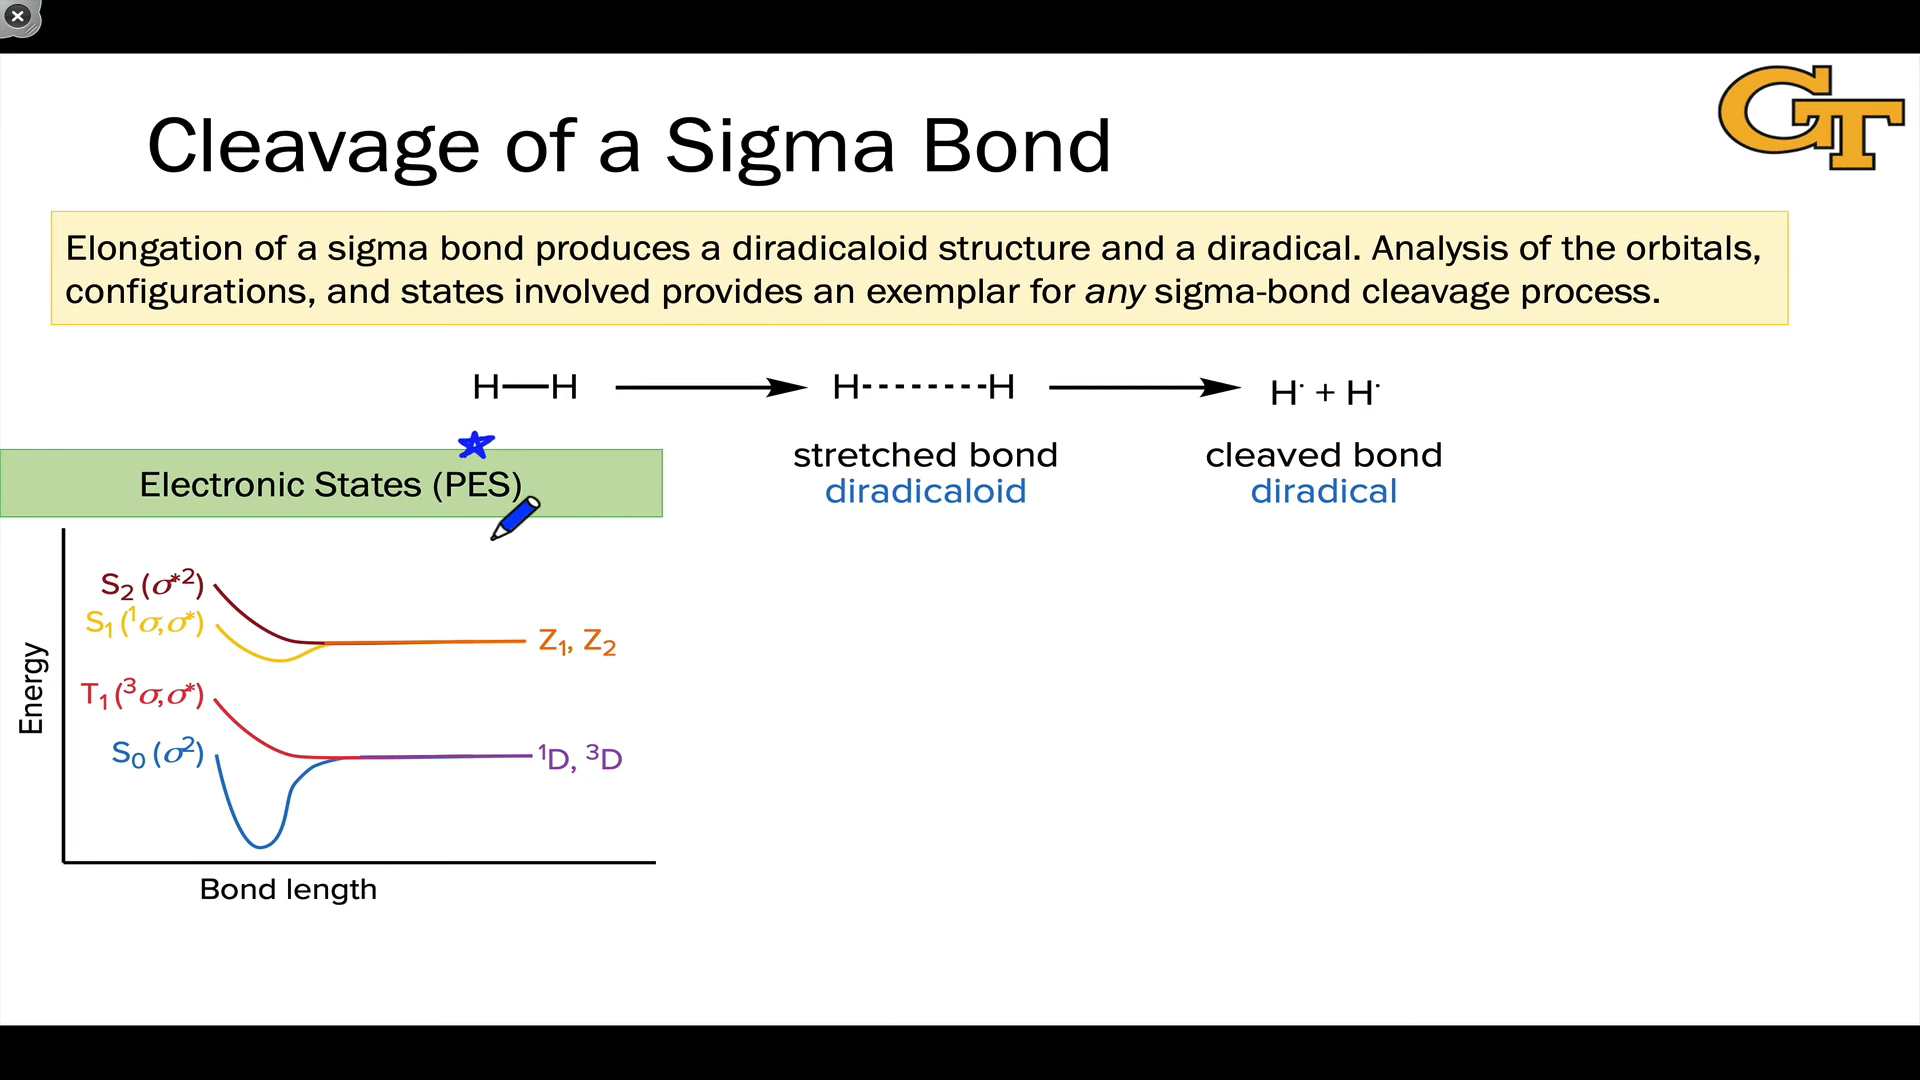 GT
Cleavage of a Sigma Bond
Elongation of a sigma bond produces a diradicaloid structure and a diradical. Analysis of the orbitals,
configurations, and states involved provides an exemplar for any sigma-bond cleavage process.
H—H
H--------H
H· + H·
stretched bond
diradicaloid
cleaved bond
diradical
Electronic States (PES)
Energy
S₂ (σ*²)
S₁ (¹σ,σ*)
T₁ (³σ,σ*)
S₀ (σ²)
Z₁, Z₂
¹D, ³D
Bond length